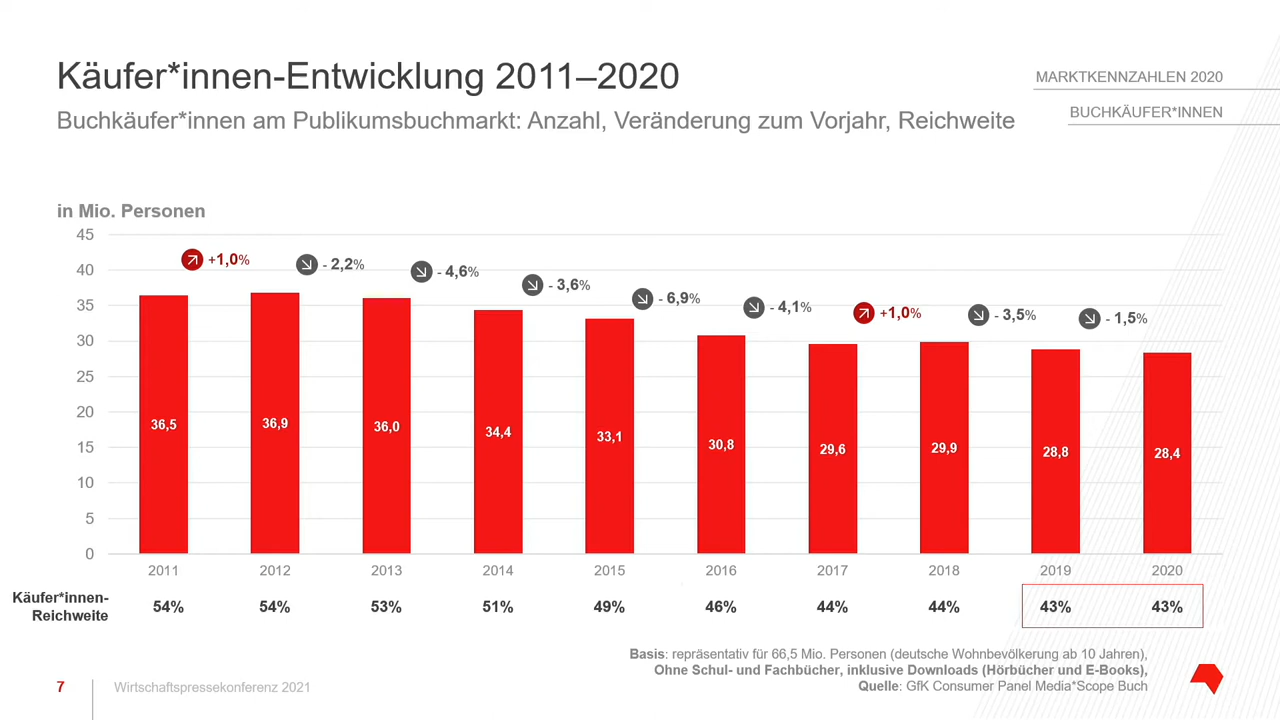 Käufer*innen-Entwicklung 2011–2020
Buchkäufer*innen am Publikumsbuchmarkt: Anzahl, Veränderung zum Vorjahr, Reichweite
MARKTKENNZAHLEN 2020
BUCHKÄUFER*INNEN
in Mio. Personen
45
40
35
30
25
20
15
10
5
0
+1,0%
- 2,2%
- 4,6%
- 3,6%
- 6,9%
- 4,1%
+1,0%
- 3,5%
- 1,5%
36,5
36,9
36,0
34,4
33,1
30,8
29,6
29,9
28,8
28,4
2011 2012 2013 2014 2015 2016 2017 2018 2019 2020
Käufer*innen-
Reichweite
54% 54% 53% 51% 49% 46% 44% 44% 43% 43%
Basis: repräsentativ für 66,5 Mio. Personen (deutsche Wohnbevölkerung ab 10 Jahren),
Ohne Schul- und Fachbücher, inklusive Downloads (Hörbücher und E-Books),
Quelle: GfK Consumer Panel Media*Scope Buch
7
Wirtschaftspressekonferenz 2021